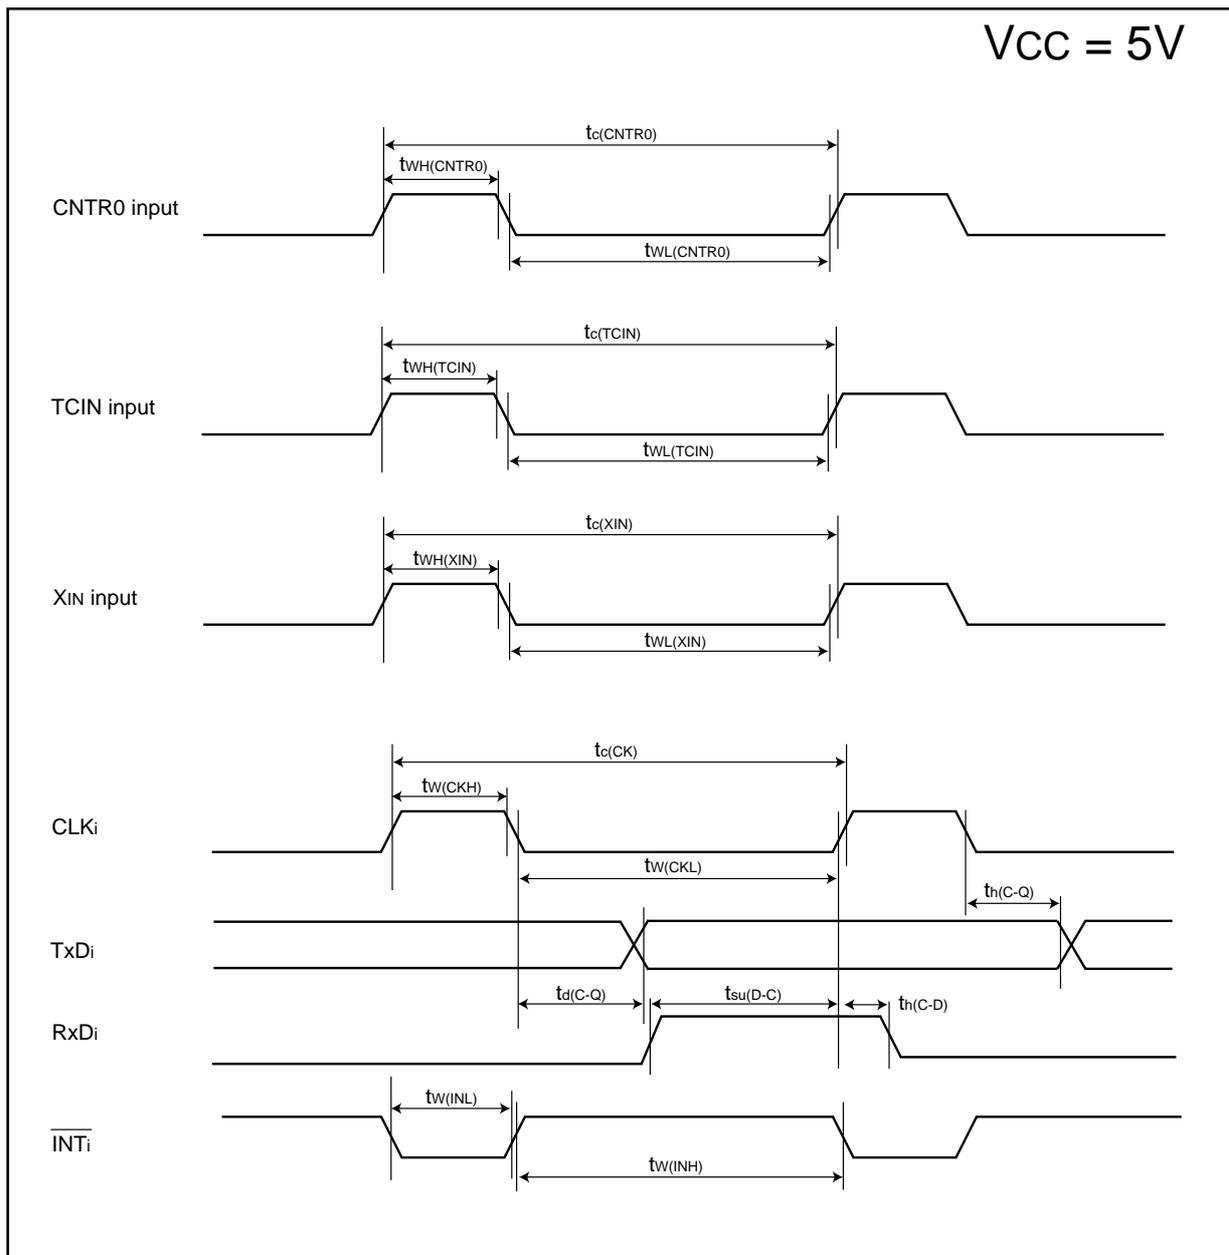 VCC = 5V
tc(CNTR0)
tWH(CNTR0)
CNTR0 input
tWL(CNTR0)
tc(TCIN)
tWH(TCIN)
TCIN input
tWL(TCIN)
tc(XIN)
tWH(XIN)
XIN input
tWL(XIN)
tc(CK)
tW(CKH)
CLKi
tW(CKL)
th(C-Q)
TxDi
td(C-Q)
tsu(D-C)
th(C-D)
RxDi
tW(INL)
INTi
tW(INH)